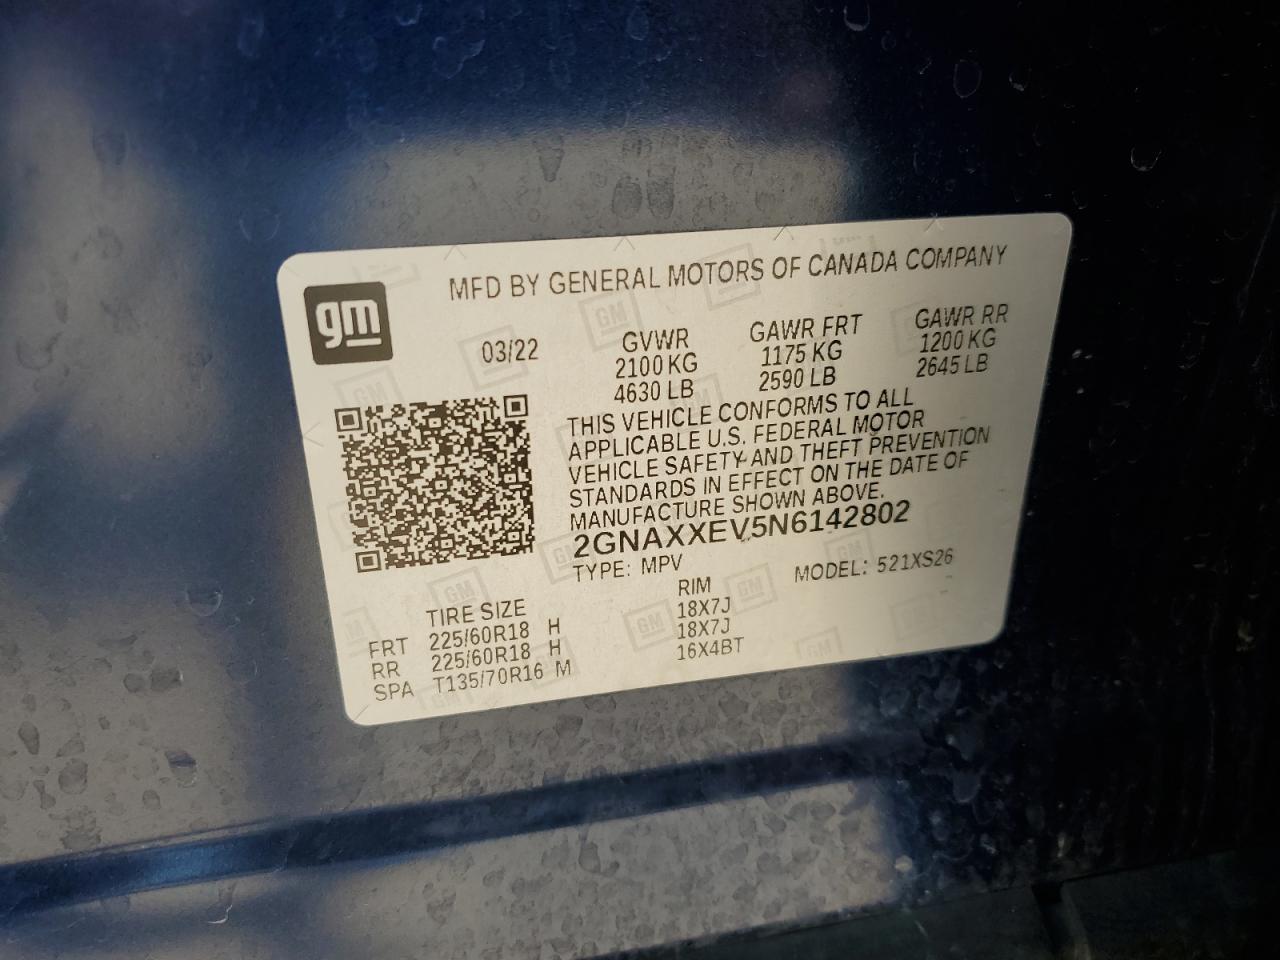 gm
MFD BY GENERAL MOTORS OF CANADA COMPANY
03/22
GVWR
2100 KG
4630 LB
GAWR FRT
1175 KG
2590 LB
GAWR RR
1200 KG
2645 LB
THIS VEHICLE CONFORMS TO ALL
APPLICABLE U.S. FEDERAL MOTOR
VEHICLE SAFETY AND THEFT PREVENTION
STANDARDS IN EFFECT ON THE DATE OF
MANUFACTURE SHOWN ABOVE.
2GNAXXEV5N6142802
TYPE: MPV
MODEL: 521XS26
TIRE SIZE RIM
FRT 225/60R18 H 18X7J
RR 225/60R18 H 18X7J
SPA T135/70R16 M 16X4BT